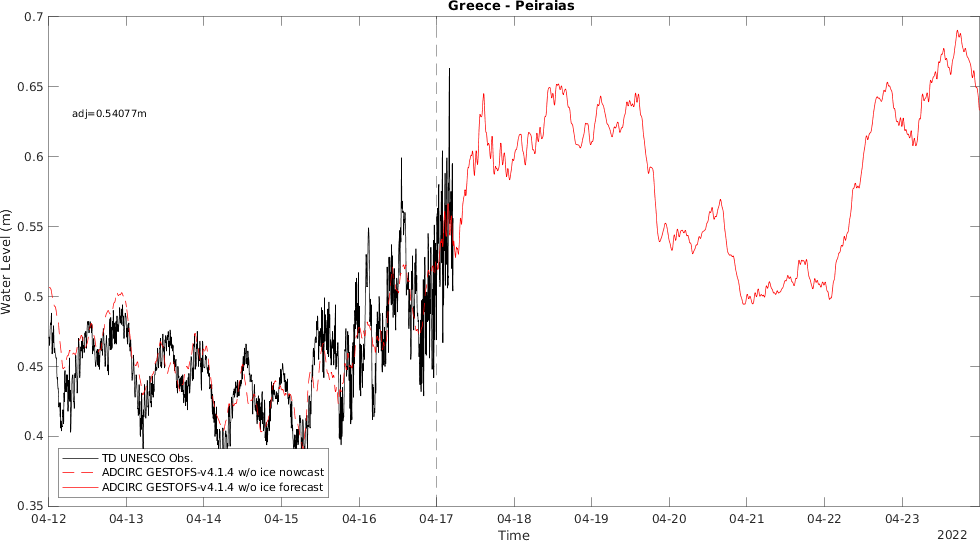 Greece - Peiraias
0.7
0.65
0.6
0.55
0.5
0.45
0.4
0.35
Water Level (m)
adj=0.54077m
TD UNESCO Obs.
ADCIRC GESTOFS-v4.1.4 w/o ice nowcast
ADCIRC GESTOFS-v4.1.4 w/o ice forecast
04-12 04-13 04-14 04-15 04-16 04-17 04-18 04-19 04-20 04-21 04-22 04-23
Time
2022